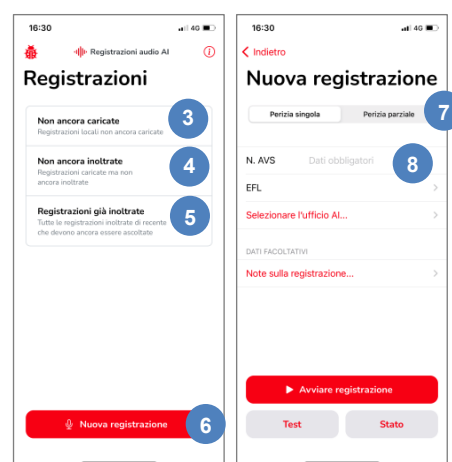 16:30
4G
Registrazioni audio AI
Registrazioni
Non ancora caricate
Registrazioni locali non ancora caricate
3
Non ancora inoltrate
Registrazioni caricate ma non
ancora inoltrate
4
Registrazioni già inoltrate
Tutte le registrazioni inoltrate di recente
che devono ancora essere ascoltate
5
Nuova registrazione
6
16:30
4G
Indietro
Nuova registrazione
Perizia singola
Perizia parziale
7
N. AVS
Dati obbligatori
8
EFL
Selezionare l'ufficio AI...
DATI FACOLTATIVI
Note sulla registrazione...
Avviare registrazione
Test
Stato